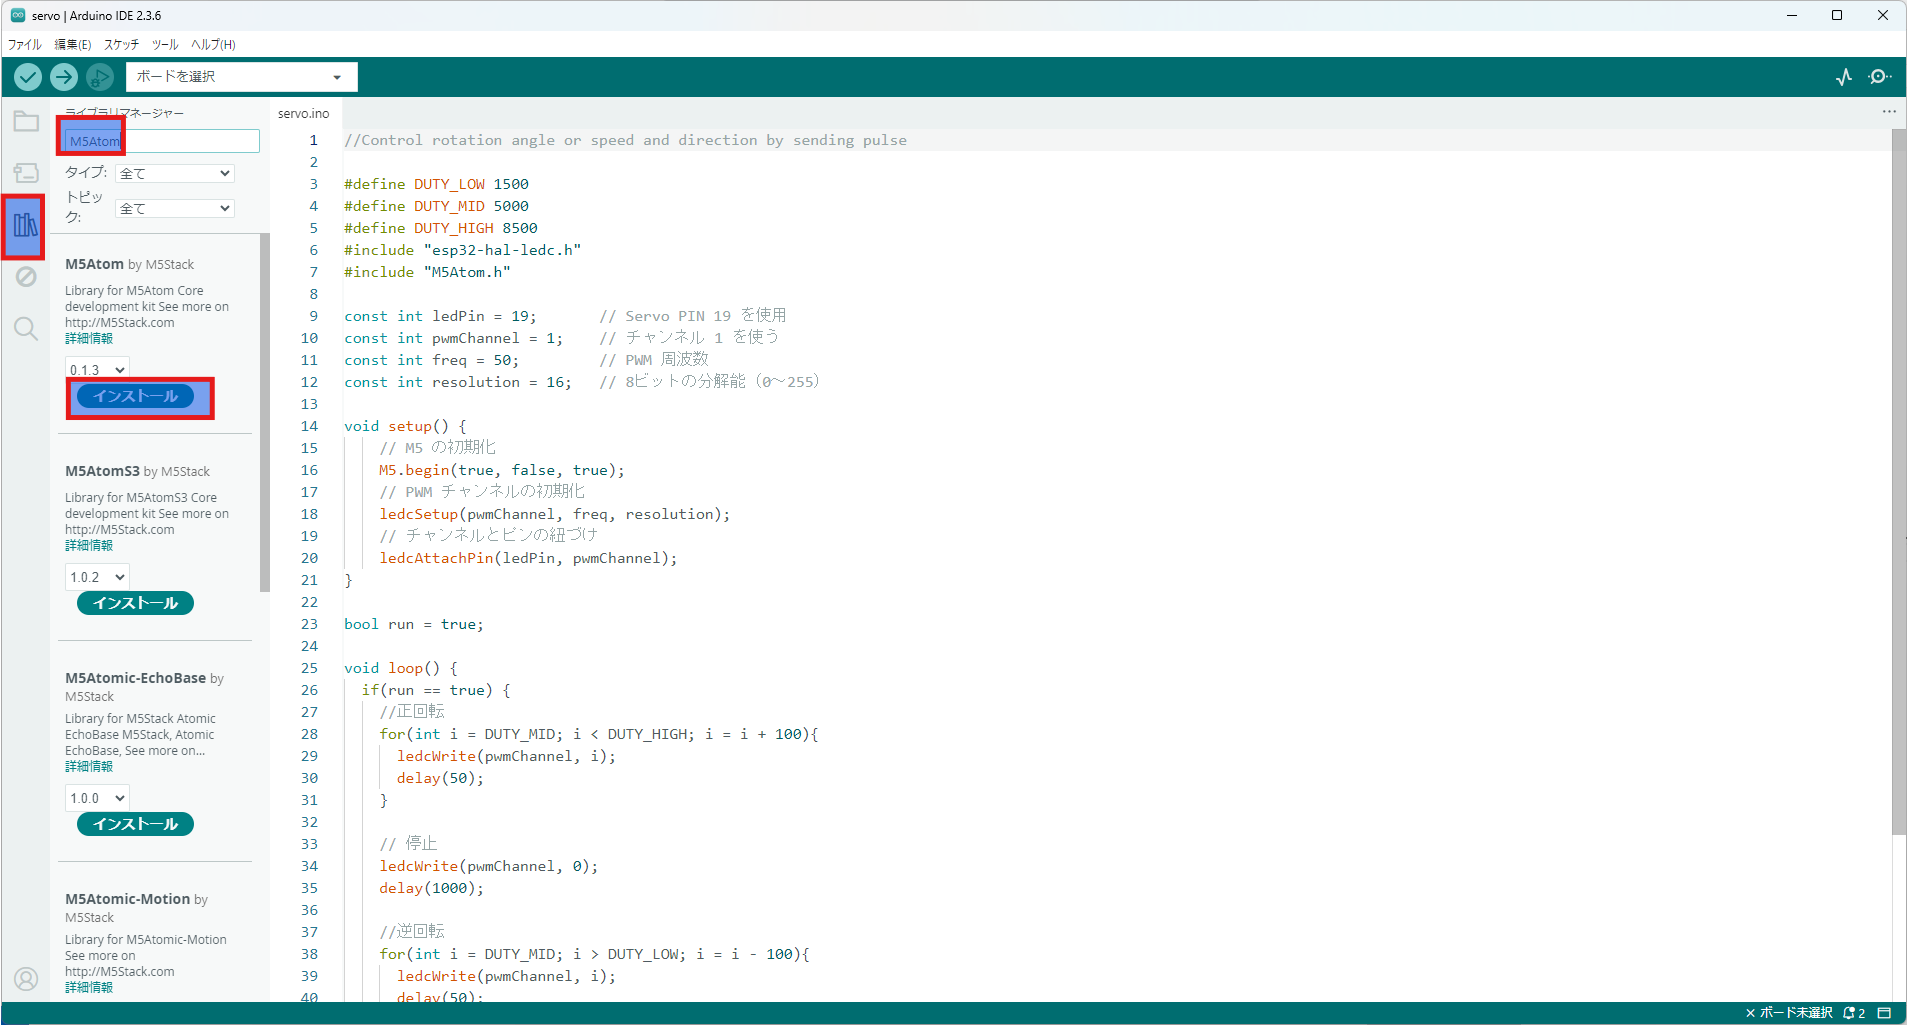 servo | Arduino IDE 2.3.6
ファイル 編集(E) スケッチ ツール ヘルプ(H)
ボードを選択
ライブラリマネージャー
M5Atom
タイプ: 全て
トピック: 全て
M5Atom by M5Stack
Library for M5Atom Core
development kit See more on
http://M5Stack.com
詳細情報
0.1.3
インストール
M5AtomS3 by M5Stack
Library for M5AtomS3 Core
development kit See more on
http://M5Stack.com
詳細情報
1.0.2
インストール
M5Atomic-EchoBase by
M5Stack
Library for M5Stack Atomic
EchoBase M5Stack, Atomic
EchoBase, See more on...
詳細情報
1.0.0
インストール
M5Atomic-Motion by
M5Stack
Library for M5Atomic-Motion
See more on
http://M5Stack.com
詳細情報
servo.ino
1 //Control rotation angle or speed and direction by sending pulse
2
3 #define DUTY_LOW 1500
4 #define DUTY_MID 5000
5 #define DUTY_HIGH 8500
6 #include "esp32-hal-ledc.h"
7 #include "M5Atom.h"
8
9 const int ledPin = 19; // Servo PIN 19 を使用
10 const int pwmChannel = 1; // チャンネル 1 を使う
11 const int freq = 50; // PWM 周波数
12 const int resolution = 16; // 8ビットの分解能（0～255）
13
14 void setup() {
15 // M5 の初期化
16 M5.begin(true, false, true);
17 // PWM チャンネルの初期化
18 ledcSetup(pwmChannel, freq, resolution);
19 // チャンネルとピンの紐づけ
20 ledcAttachPin(ledPin, pwmChannel);
21 }
22
23 bool run = true;
24
25 void loop() {
26 if(run == true) {
27 //正回転
28 for(int i = DUTY_MID; i < DUTY_HIGH; i = i + 100){
29 ledcWrite(pwmChannel, i);
30 delay(50);
31 }
32
33 // 停止
34 ledcWrite(pwmChannel, 0);
35 delay(1000);
36
37 //逆回転
38 for(int i = DUTY_MID; i > DUTY_LOW; i = i - 100){
39 ledcWrite(pwmChannel, i);
40 delay(50);
ボード未選択 2